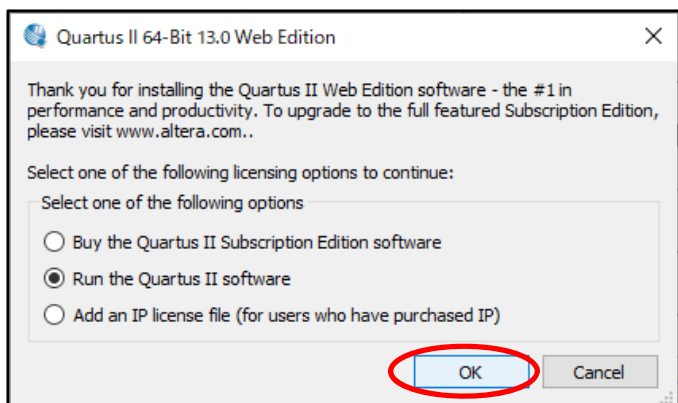 Quartus II 64-Bit 13.0 Web Edition
Thank you for installing the Quartus II Web Edition software - the #1 in
performance and productivity. To upgrade to the full featured Subscription Edition,
please visit www.altera.com..
Select one of the following licensing options to continue:
Select one of the following options
Buy the Quartus II Subscription Edition software
Run the Quartus II software
Add an IP license file (for users who have purchased IP)
OK Cancel